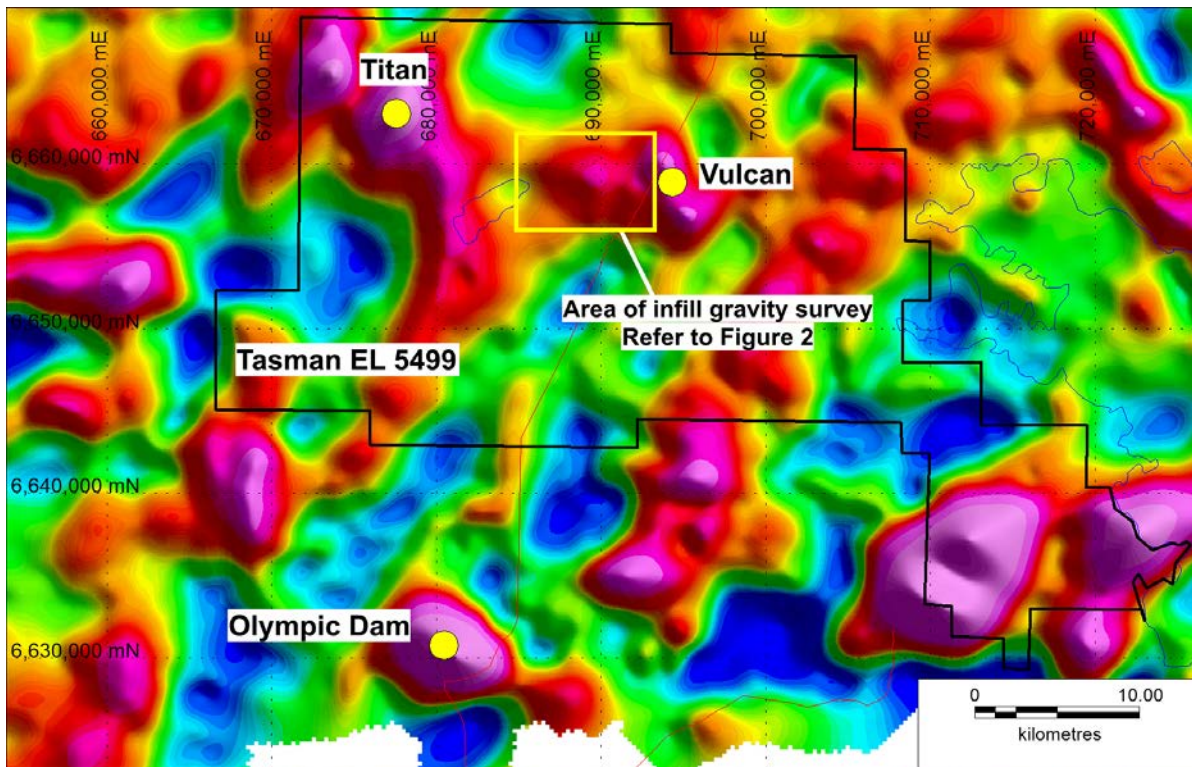 660,000 mE
670,000 mE
680,000 mE
690,000 mE
700,000 mE
710,000 mE
720,000 mE
Titan
6,660,000 mN
Vulcan
Area of infill gravity survey
Refer to Figure 2
6,650,000 mN
Tasman EL 5499
6,640,000 mN
Olympic Dam
6,630,000 mN
0 10.00
kilometres